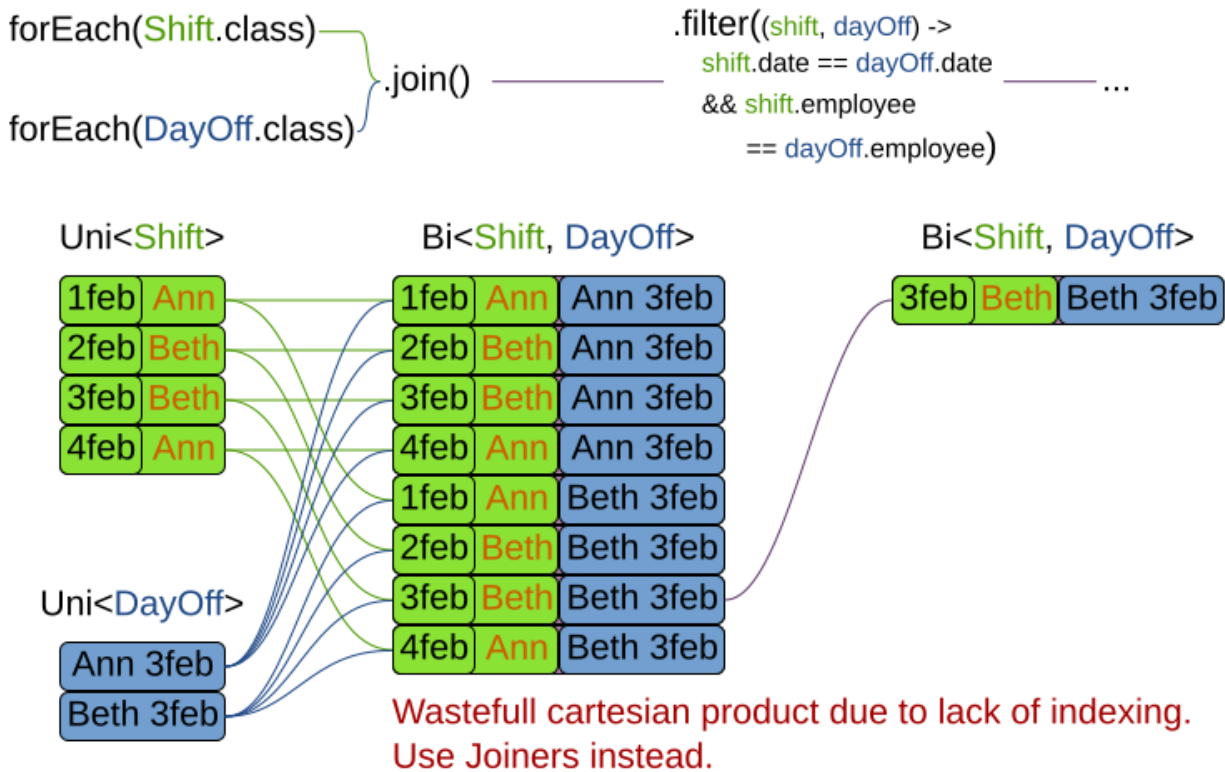 forEach(Shift.class)
forEach(DayOff.class)
.join()
.filter((shift, dayOff) ->
shift.date == dayOff.date
&& shift.employee
== dayOff.employee)
...
Uni<Shift>
1feb Ann
2feb Beth
3feb Beth
4feb Ann
Uni<DayOff>
Ann 3feb
Beth 3feb
Bi<Shift, DayOff>
1feb Ann Ann 3feb
2feb Beth Ann 3feb
3feb Beth Ann 3feb
4feb Ann Ann 3feb
1feb Ann Beth 3feb
2feb Beth Beth 3feb
3feb Beth Beth 3feb
4feb Ann Beth 3feb
Bi<Shift, DayOff>
3feb Beth Beth 3feb
Wastefull cartesian product due to lack of indexing.
Use Joiners instead.